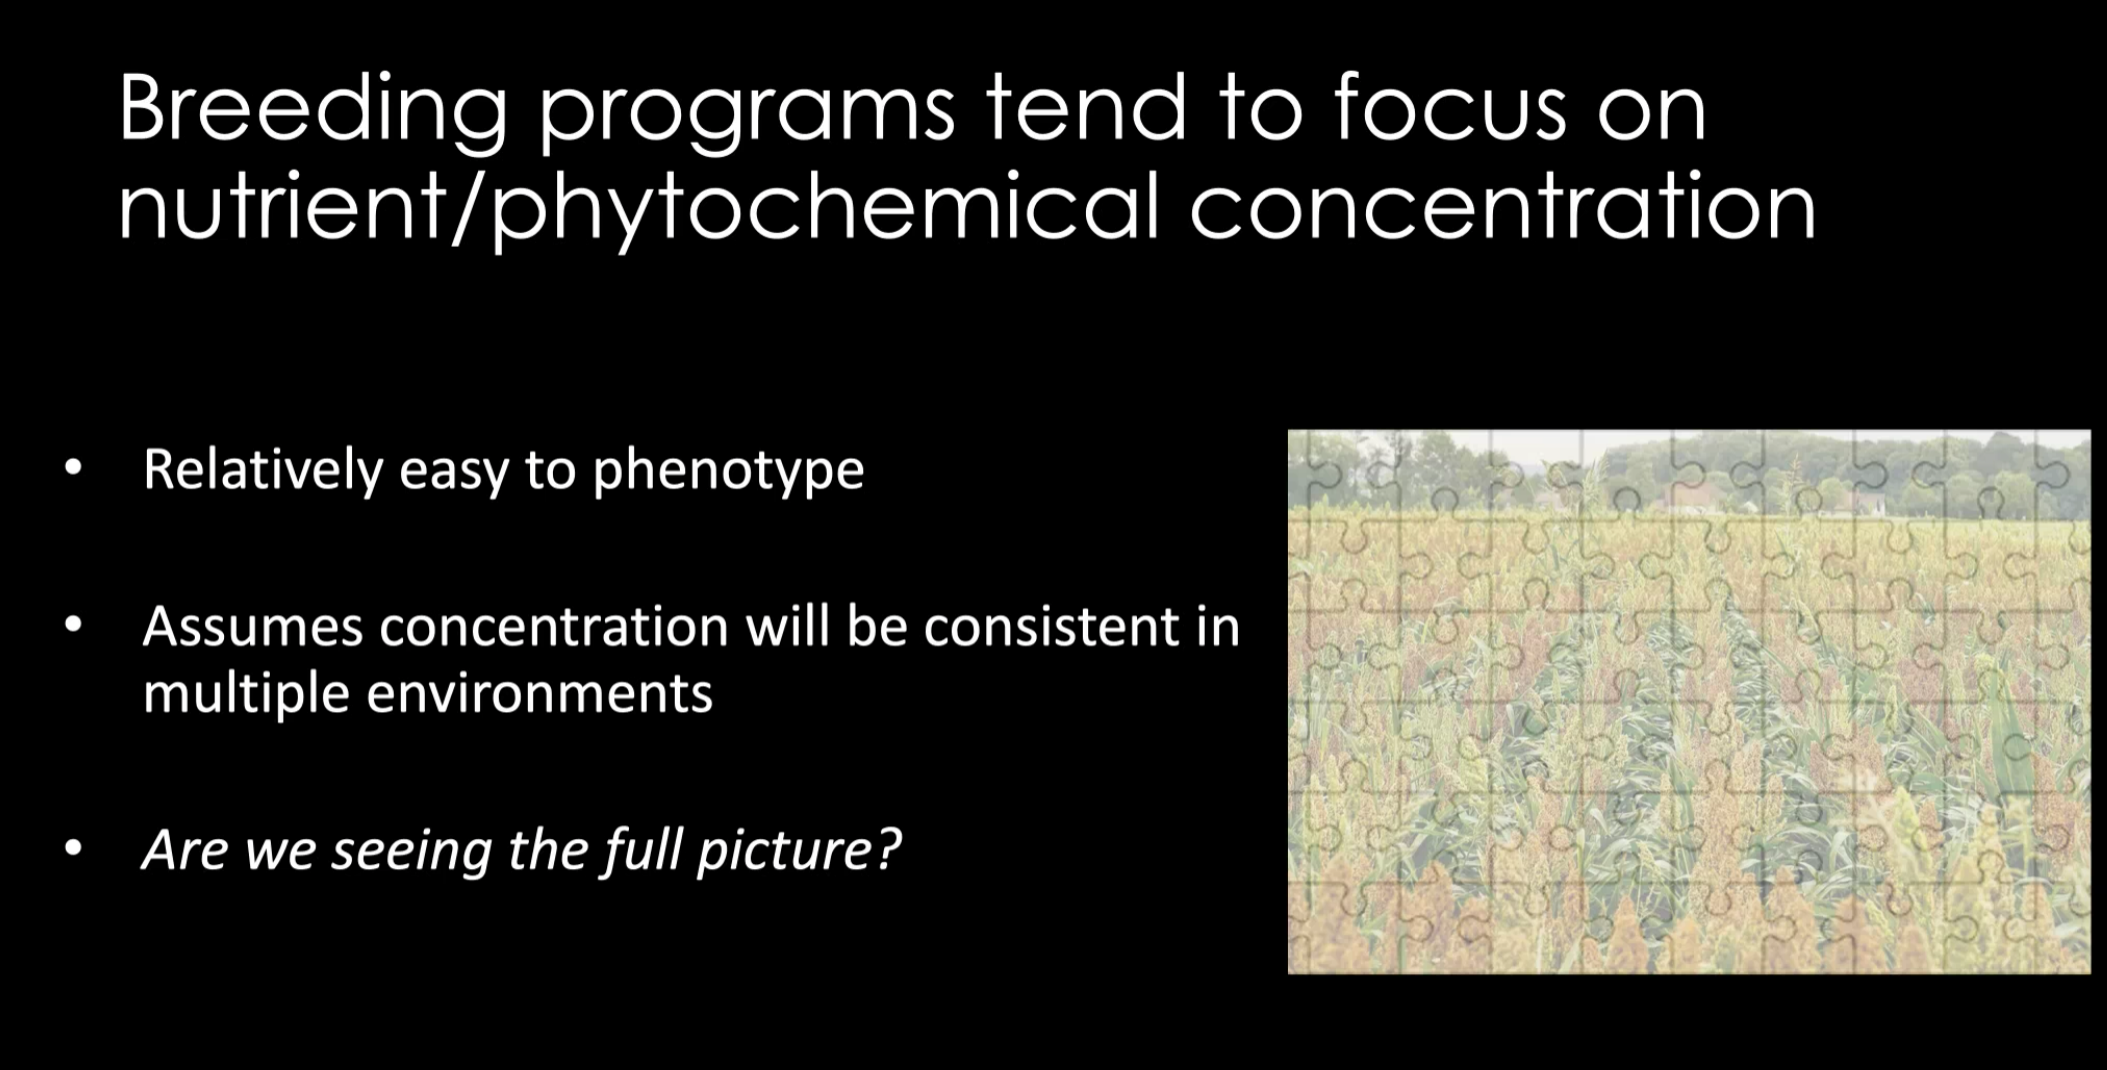 Breeding programs tend to focus on
nutrient/phytochemical concentration
• Relatively easy to phenotype
• Assumes concentration will be consistent in
multiple environments
• Are we seeing the full picture?